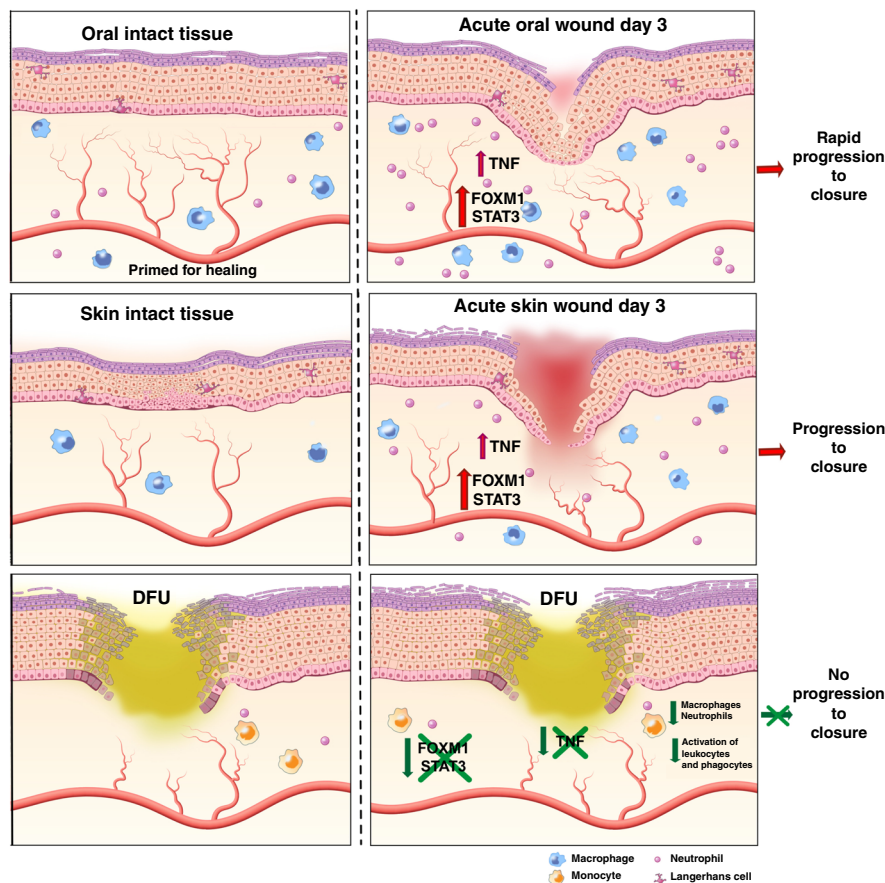 Oral intact tissue
Primed for healing
Acute oral wound day 3
TNF
FOXM1
STAT3
Rapid
progression
to
closure
Skin intact tissue
Acute skin wound day 3
TNF
FOXM1
STAT3
Progression
to
closure
DFU
DFU
FOXM1
STAT3
TNF
Macrophages
Neutrophils
Activation of
leukocytes
and phagocytes
No
progression
to
closure
Macrophage
Neutrophil
Monocyte
Langerhans cell